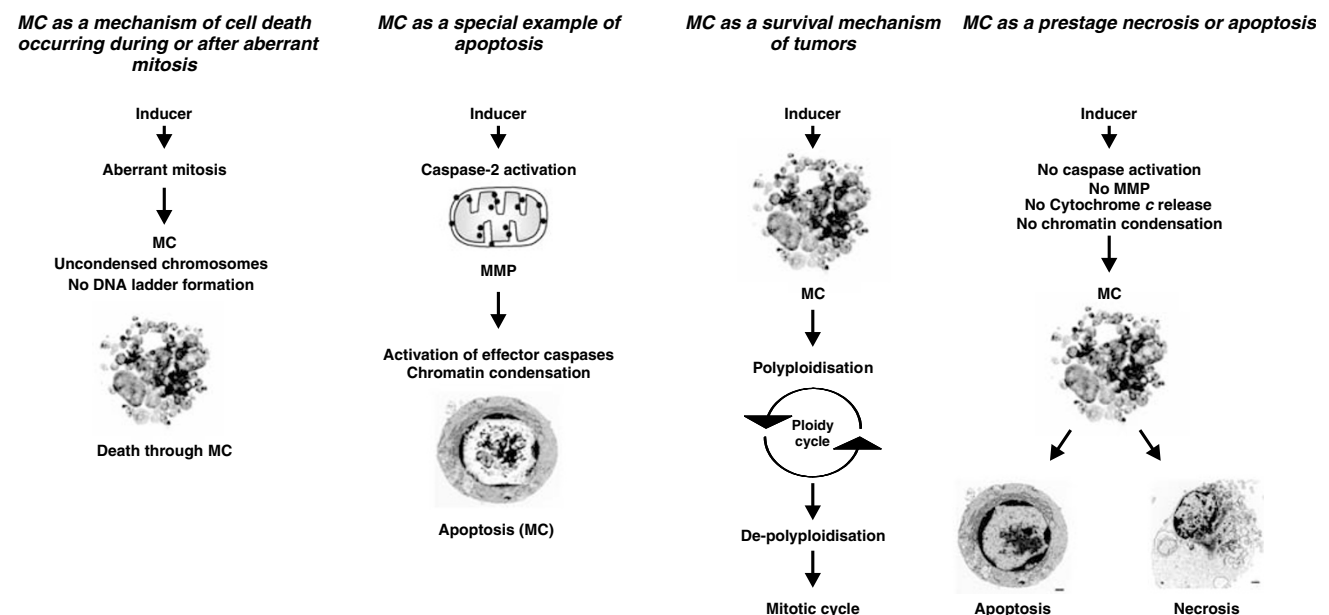 MC as a mechanism of cell death
occurring during or after aberrant
mitosis
Inducer
Aberrant mitosis
MC
Uncondensed chromosomes
No DNA ladder formation
Death through MC
MC as a special example of
apoptosis
Inducer
Caspase-2 activation
MMP
Activation of effector caspases
Chromatin condensation
Apoptosis (MC)
MC as a survival mechanism
of tumors
Inducer
MC
Polyploidisation
Ploidy
cycle
De-polyploidisation
Mitotic cycle
MC as a prestage necrosis or apoptosis
Inducer
No caspase activation
No MMP
No Cytochrome c release
No chromatin condensation
MC
Apoptosis
Necrosis